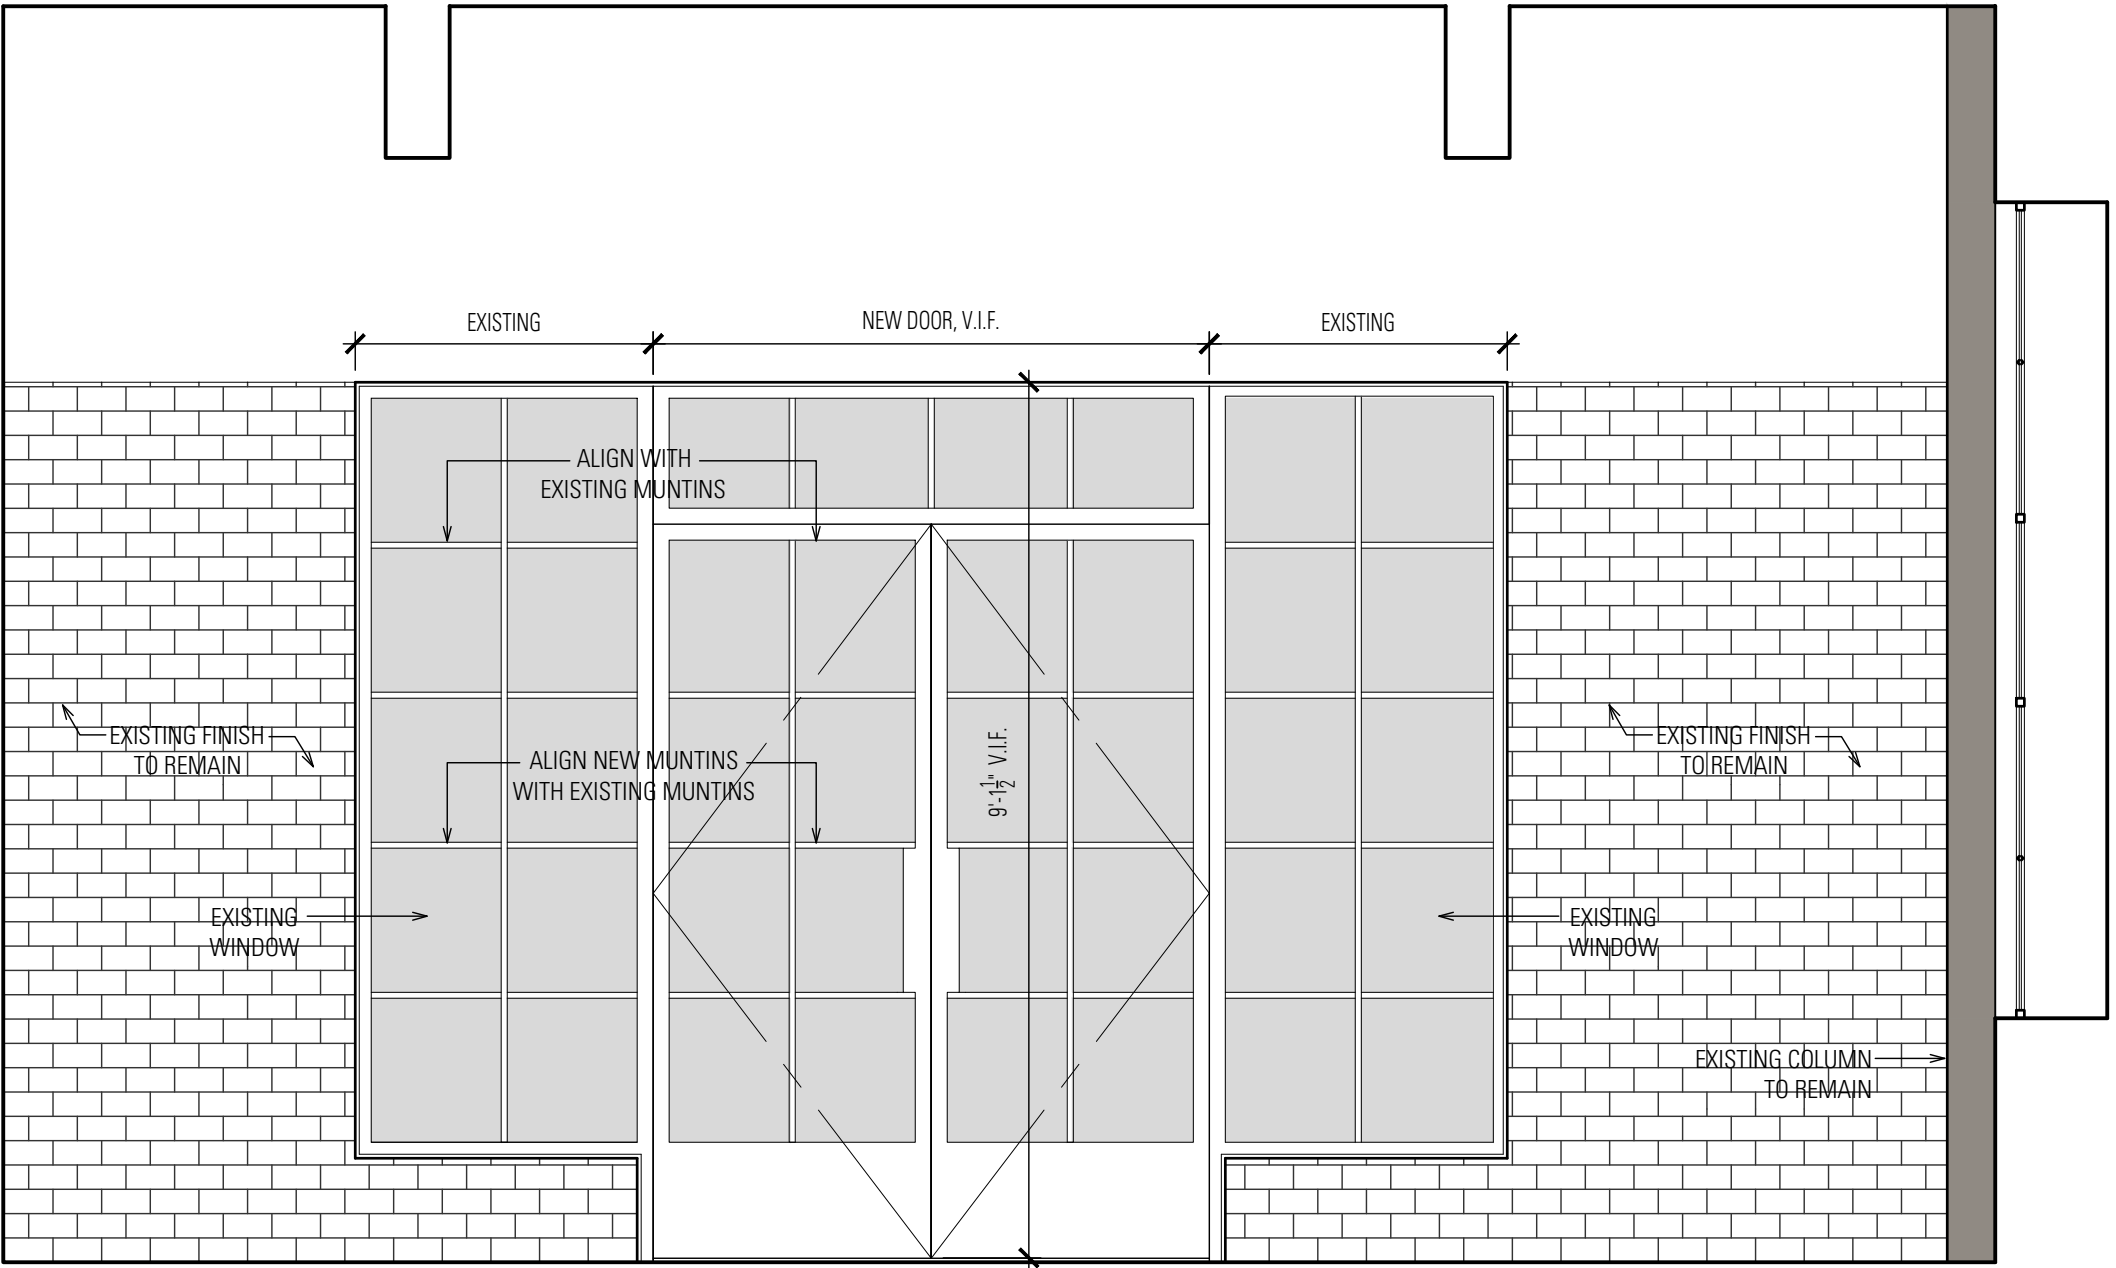 EXISTING
NEW DOOR, V.I.F.
EXISTING
ALIGN WITH
EXISTING MUNTINS
EXISTING FINISH
TO REMAIN
ALIGN NEW MUNTINS
WITH EXISTING MUNTINS
9'-1½" V.I.F.
EXISTING FINISH
TO REMAIN
EXISTING
WINDOW
EXISTING
WINDOW
EXISTING COLUMN
TO REMAIN